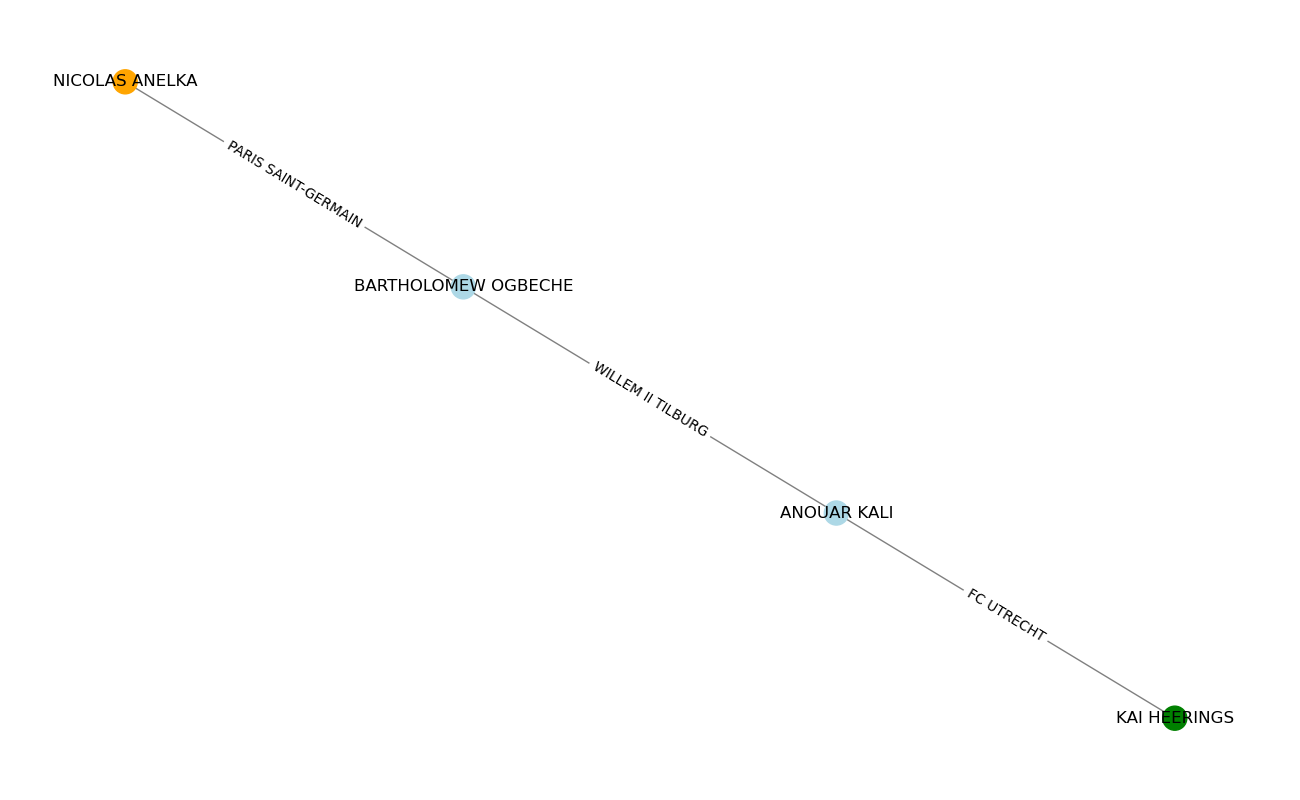 NICOLAS ANELKA
PARIS SAINT-GERMAIN
BARTHOLOMEW OGBECHE
WILLEM II TILBURG
ANOUAR KALI
FC UTRECHT
KAI HEERINGS